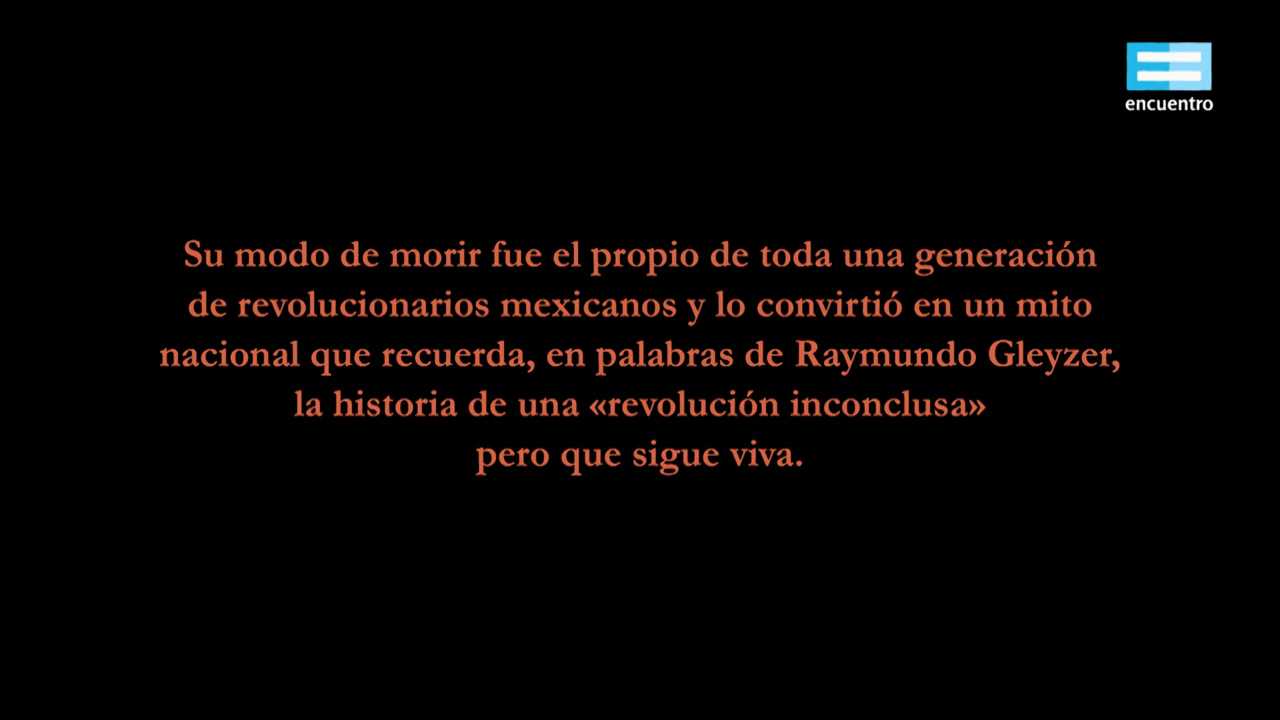 encuentro
Su modo de morir fue el propio de toda una generación
de revolucionarios mexicanos y lo convirtió en un mito
nacional que recuerda, en palabras de Raymundo Gleyzer,
la historia de una «revolución inconclusa»
pero que sigue viva.